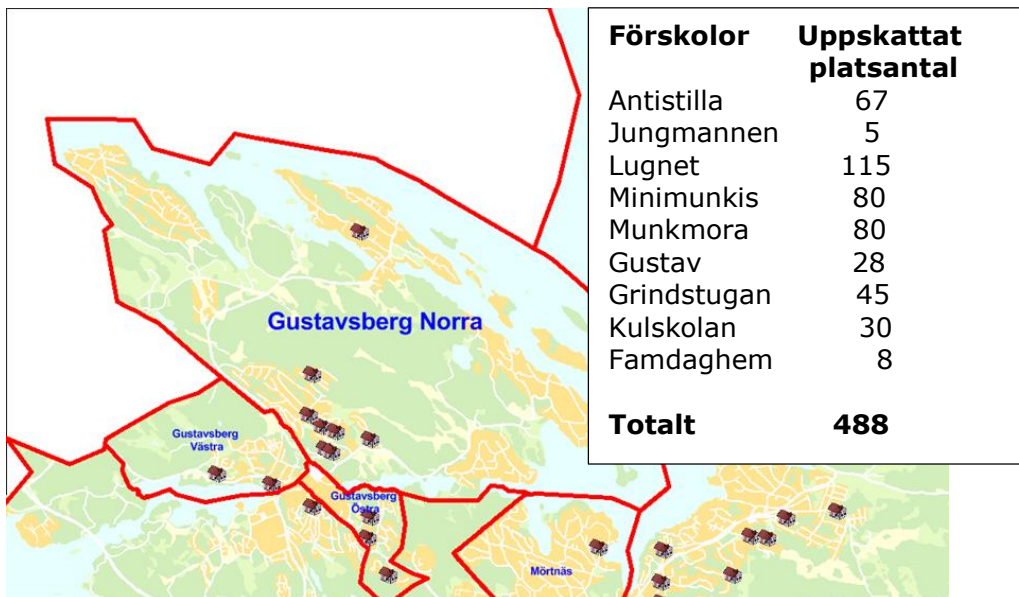 Förskolor Uppskattat
platsantal
Antistilla 67
Jungmannen 5
Lugnet 115
Minimunkis 80
Munkmora 80
Gustav 28
Grindstugan 45
Kulskolan 30
Famdaghem 8
Totalt 488
Gustavsberg Norra
Gustavsberg
Västra
Gustavsberg
Östra
Mörtnäs